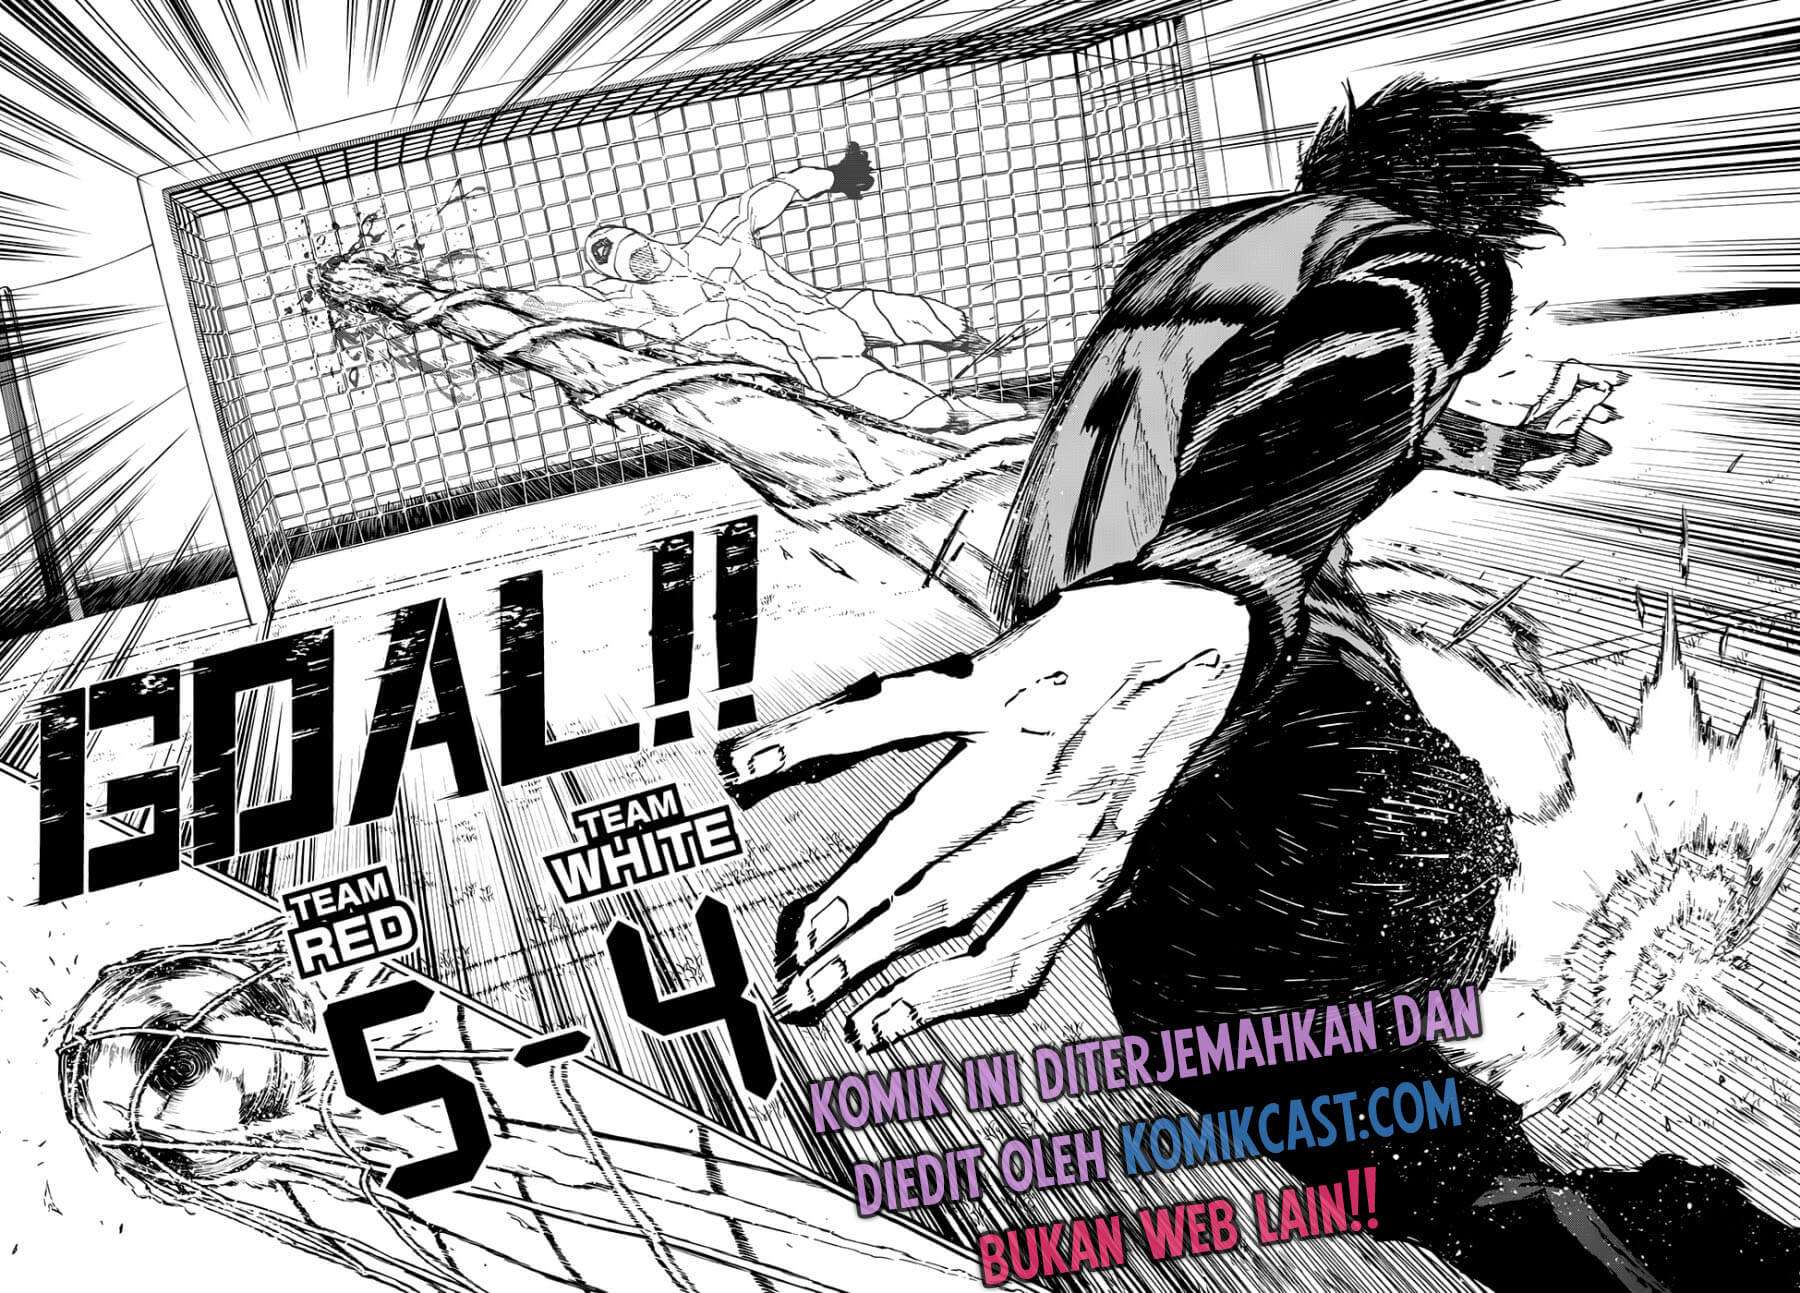 GOAL!!
TEAM
WHITE
TEAM
RED
5-4
KOMIK INI DITERJEMAHKAN DAN
DIEDIT OLEH KOMIKCAST.COM
BUKAN WEB LAIN!!